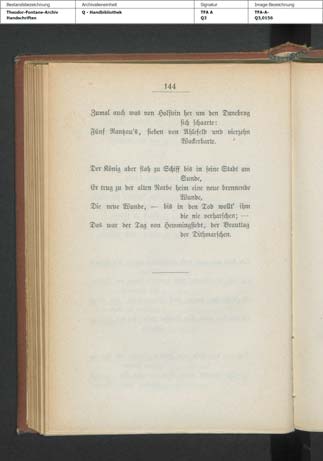 Bestandsbezeichnung Archivalieneinheit Signatur Image Bezeichnung
Theodor-Fontane-Archiv Q - Handbibliothek TFA A TFA-A-
Handschriften Q3 Q3,0156
144
Zumal auch was von Holstein her um den Danebrog
sich schaarte:
Fünf Rantzau's, sieben von Ahlefeld und vierzehn
Wackerbarte.
Der König aber floh zu Schiff bis in seine Stadt am
Sunde,
Er trug zu der alten Narbe heim eine neue brennende
Wunde,
Die neue Wunde, — bis in den Tod wollt' ihm
die nie verharschen; —
Das war der Tag von Hemmingstedt, der Brauttag
der Dithmarschen.